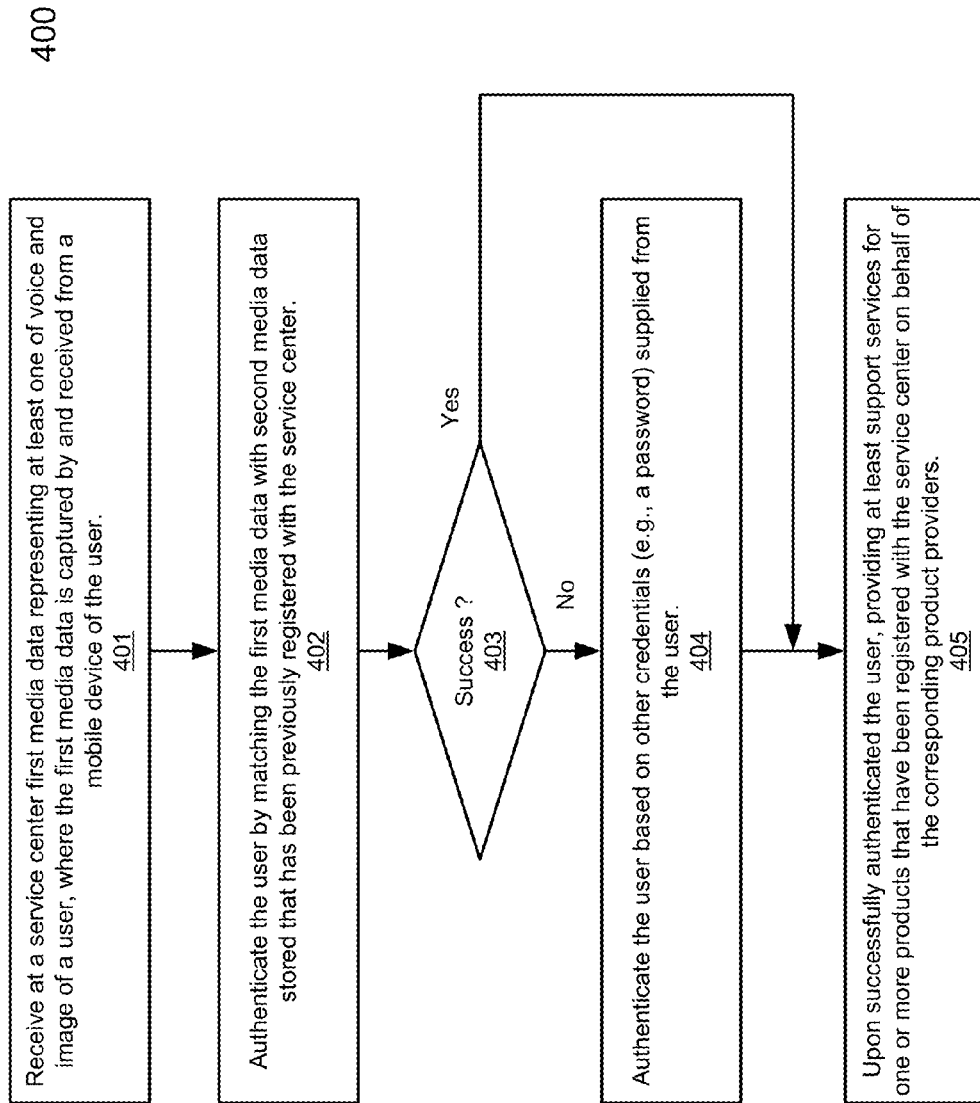 400
Receive at a service center first media data representing at least one of voice and
image of a user, where the first media data is captured by and received from a
mobile device of the user.
401
Authenticate the user by matching the first media data with second media data
stored that has been previously registered with the service center.
402
Success ?
403
Yes
No
Authenticate the user based on other credentials (e.g., a password) supplied from
the user.
404
Upon successfully authenticated the user, providing at least support services for
one or more products that have been registered with the service center on behalf of
the corresponding product providers.
405